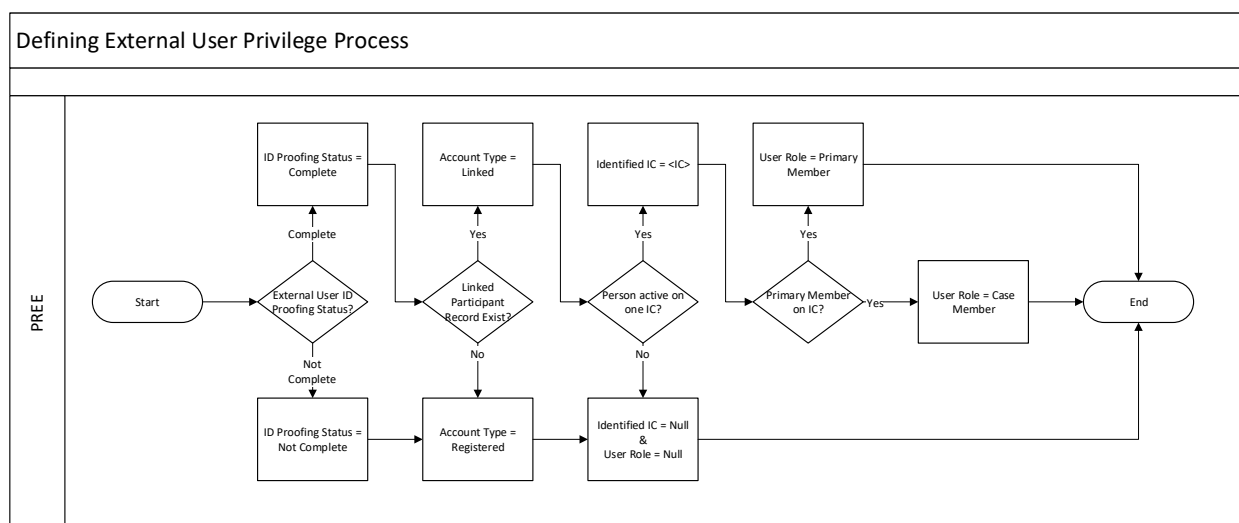 Defining External User Privilege Process
PREE
ID Proofing Status =
Complete
Account Type =
Linked
Identified IC = <IC>
User Role = Primary
Member
Complete
Yes
Yes
Yes
Start
External User ID
Proofing Status?
Linked
Participant
Record Exist?
Person active on
one IC?
Primary Member
on IC?
Yes
User Role = Case
Member
End
Not
Complete
No
No
ID Proofing Status =
Not Complete
Account Type =
Registered
Identified IC = Null
&
User Role = Null